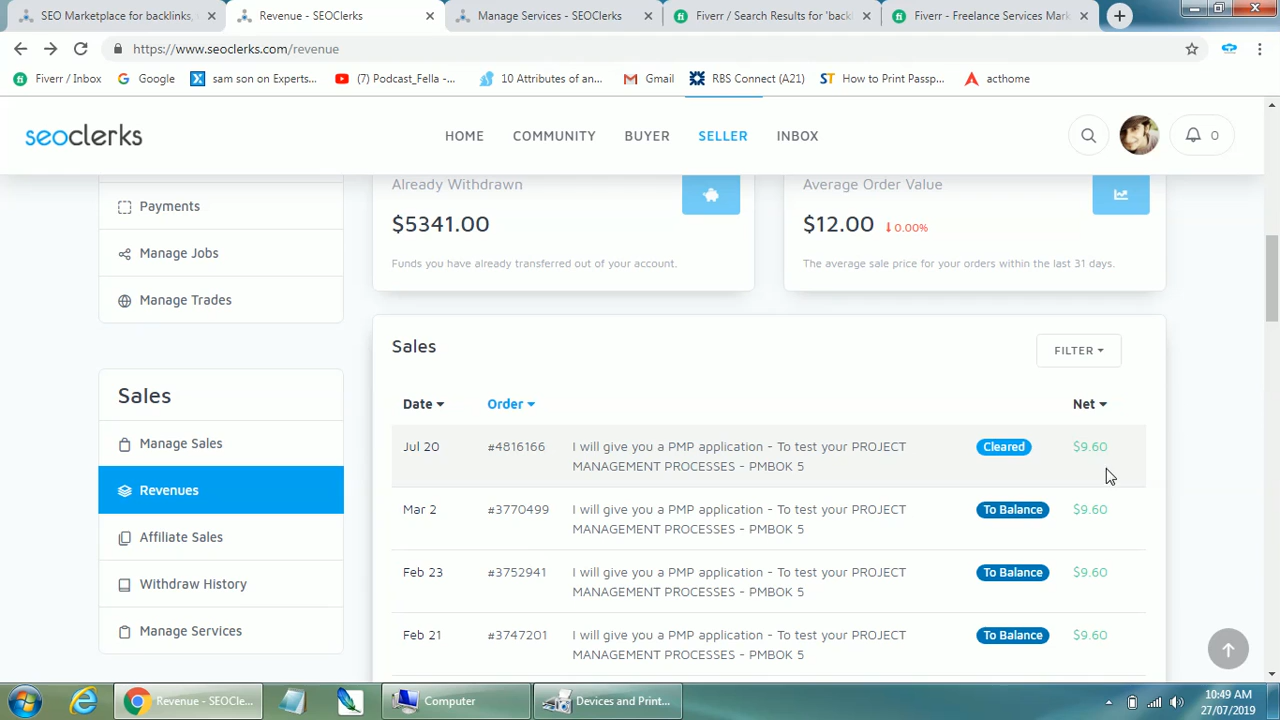 SEO Marketplace for backlinks,
Revenue - SEOClerks
Manage Services - SEOClerks
Fiverr / Search Results for 'backl
Fiverr - Freelance Services Mark
https://www.seoclerks.com/revenue
Fiverr / Inbox
Google
sam son on Experts...
(7) Podcast_Fella -...
10 Attributes of an...
Gmail
RBS Connect (A21)
How to Print Passp...
acthome
seoclerks
HOME
COMMUNITY
BUYER
SELLER
INBOX
0
Payments
Manage Jobs
Manage Trades
Already Withdrawn
$5341.00
Funds you have already transferred out of your account.
Average Order Value
$12.00 0.00%
The average sale price for your orders within the last 31 days.
Sales
Manage Sales
Revenues
Affiliate Sales
Withdraw History
Manage Services
Sales
FILTER
Date Order Net
Jul 20 #4816166 I will give you a PMP application - To test your PROJECT Cleared $9.60
MANAGEMENT PROCESSES - PMBOK 5
Mar 2 #3770499 I will give you a PMP application - To test your PROJECT To Balance $9.60
MANAGEMENT PROCESSES - PMBOK 5
Feb 23 #3752941 I will give you a PMP application - To test your PROJECT To Balance $9.60
MANAGEMENT PROCESSES - PMBOK 5
Feb 21 #3747201 I will give you a PMP application - To test your PROJECT To Balance $9.60
MANAGEMENT PROCESSES - PMBOK 5
Revenue - SEOCle...
Computer
Devices and Print...
10:49 AM
27/07/2019